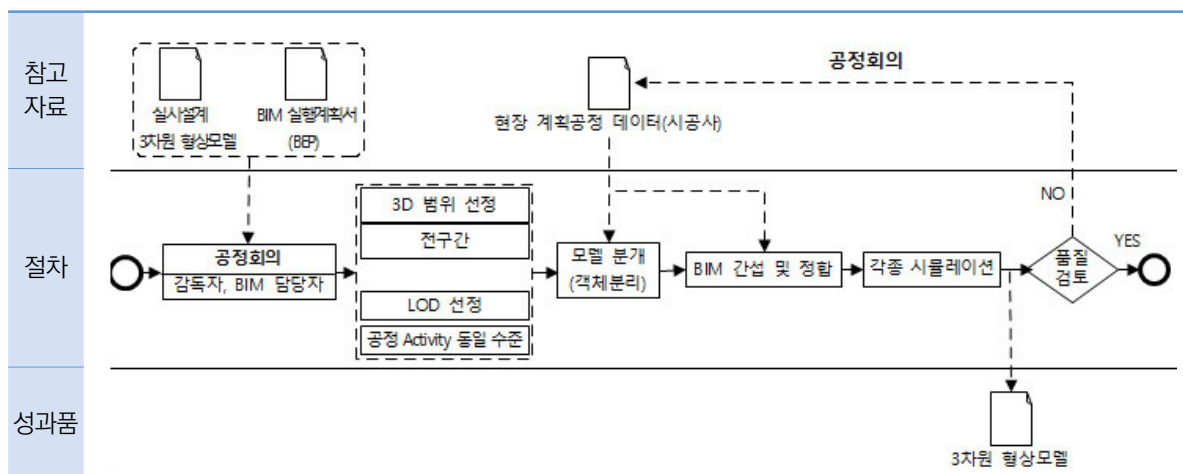 참고
자료
실시설계
3차원 형상모델
BIM 실행계획서
(BEP)
현장 계획공정 데이터(시공사)
공정회의
절차
공정회의
감독자, BIM 담당자
3D 범위 선정
전구간
LOD 선정
공정 Activity 동일 수준
모델 분개
(객체분리)
BIM 간섭 및 정합
각종 시뮬레이션
품질
검토
NO
YES
성과품
3차원 형상모델